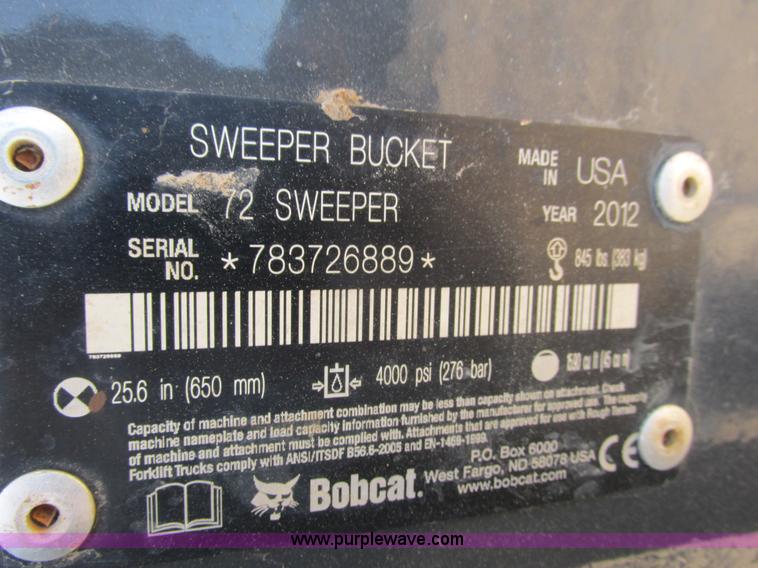 SWEEPER BUCKET
MADE IN USA
MODEL 72 SWEEPER
YEAR 2012
SERIAL NO. *783726889*
845 lbs. (383 kg)
783726889
25.6 in (650 mm)
4000 psi (276 bar)
Capacity of machine and attachment combination may be less than capacity shown on attachment. Check
machine nameplate and load capacity information furnished by the manufacturer for approved use. The capacity
of machine and attachment must be complied with. Attachments that are approved for use with Rough Terrain
Forklift Trucks comply with ANSI/ITSDF B56.6-2005 and EN-1459-1999.
Bobcat.
P.O. Box 6000
West Fargo, ND 58078 USA
www.bobcat.com
CE
www.purplewave.com